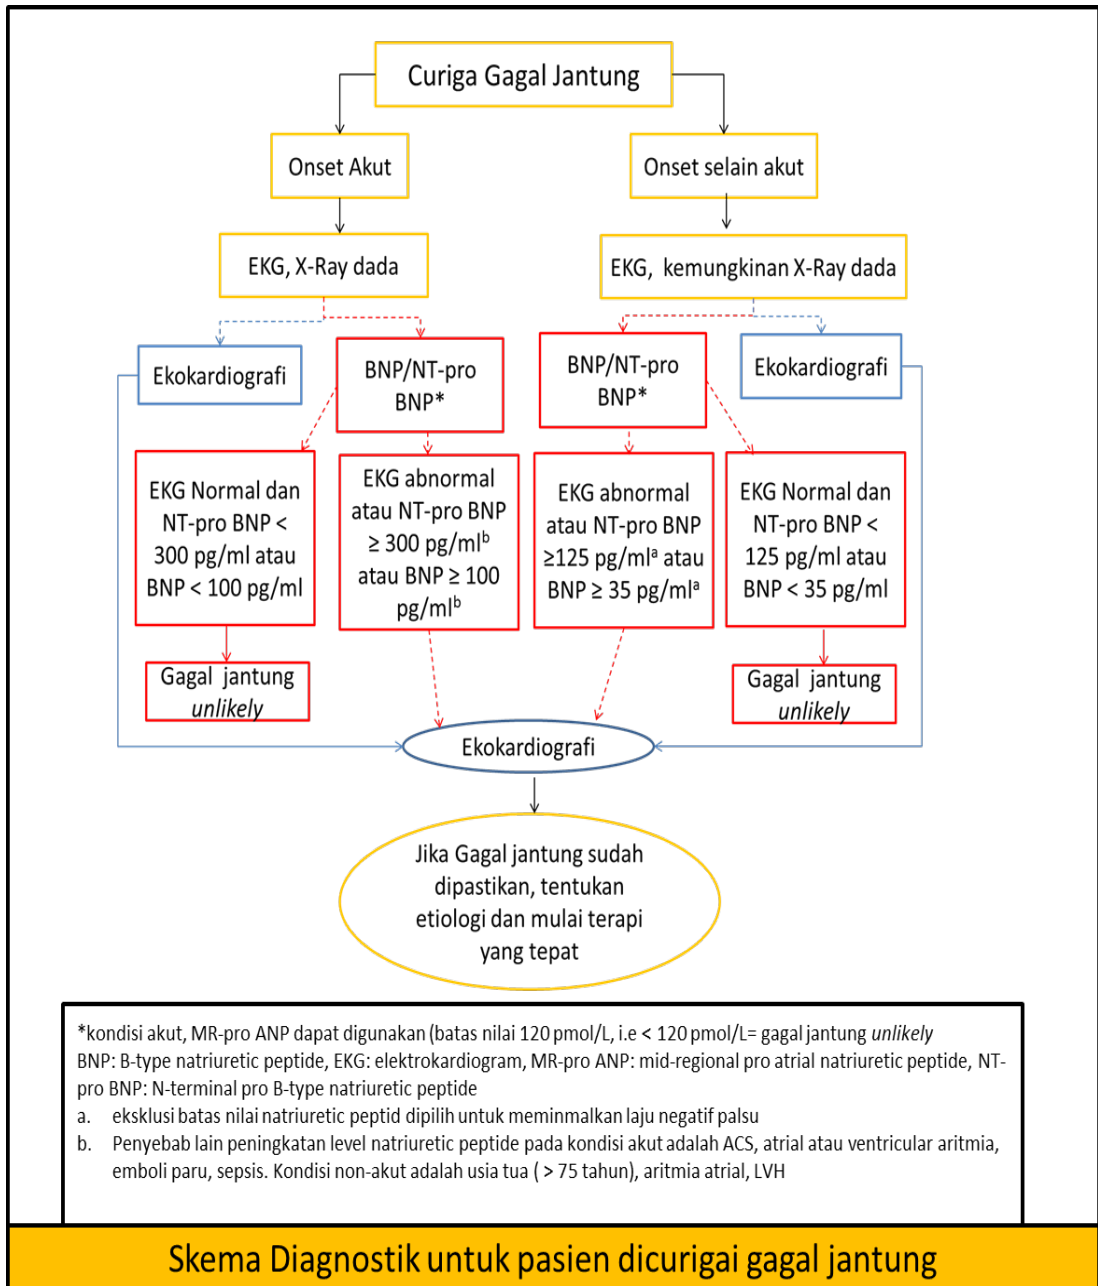 Curiga Gagal Jantung
Onset Akut
Onset selain akut
EKG, X-Ray dada
EKG, kemungkinan X-Ray dada
Ekokardiografi
BNP/NT-pro
BNP*
BNP/NT-pro
BNP*
Ekokardiografi
EKG Normal dan
NT-pro BNP <
300 pg/ml atau
BNP < 100 pg/ml
EKG abnormal
atau NT-pro BNP
≥ 300 pg/mlᵇ
atau BNP ≥ 100
pg/mlᵇ
EKG abnormal
atau NT-pro BNP
≥125 pg/mlᵃ atau
BNP ≥ 35 pg/mlᵃ
EKG Normal dan
NT-pro BNP <
125 pg/ml atau
BNP < 35 pg/ml
Gagal jantung
unlikely
Gagal jantung
unlikely
Ekokardiografi
Jika Gagal jantung sudah
dipastikan, tentukan
etiologi dan mulai terapi
yang tepat
*kondisi akut, MR-pro ANP dapat digunakan (batas nilai 120 pmol/L, i.e < 120 pmol/L= gagal jantung unlikely
BNP: B-type natriuretic peptide, EKG: elektrokardiogram, MR-pro ANP: mid-regional pro atrial natriuretic peptide, NT-
pro BNP: N-terminal pro B-type natriuretic peptide
a. eksklusi batas nilai natriuretic peptid dipilih untuk meminmalkan laju negatif palsu
b. Penyebab lain peningkatan level natriuretic peptide pada kondisi akut adalah ACS, atrial atau ventricular aritmia,
emboli paru, sepsis. Kondisi non-akut adalah usia tua ( > 75 tahun), aritmia atrial, LVH
Skema Diagnostik untuk pasien dicurigai gagal jantung